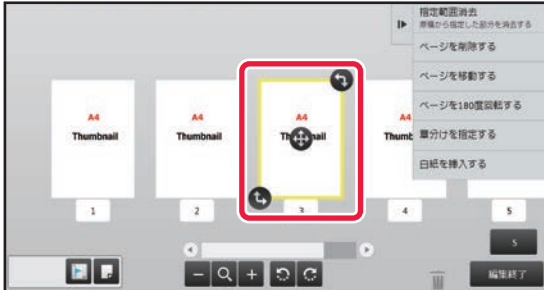 指定範囲消去
原稿から指定した部分を消去する
ページを削除する
ページを移動する
ページを180度回転する
章分けを指定する
白紙を挿入する
A4
Thumbnail
A4
Thumbnail
A4
Thumb
1
2
3
4
5
5
編集終了